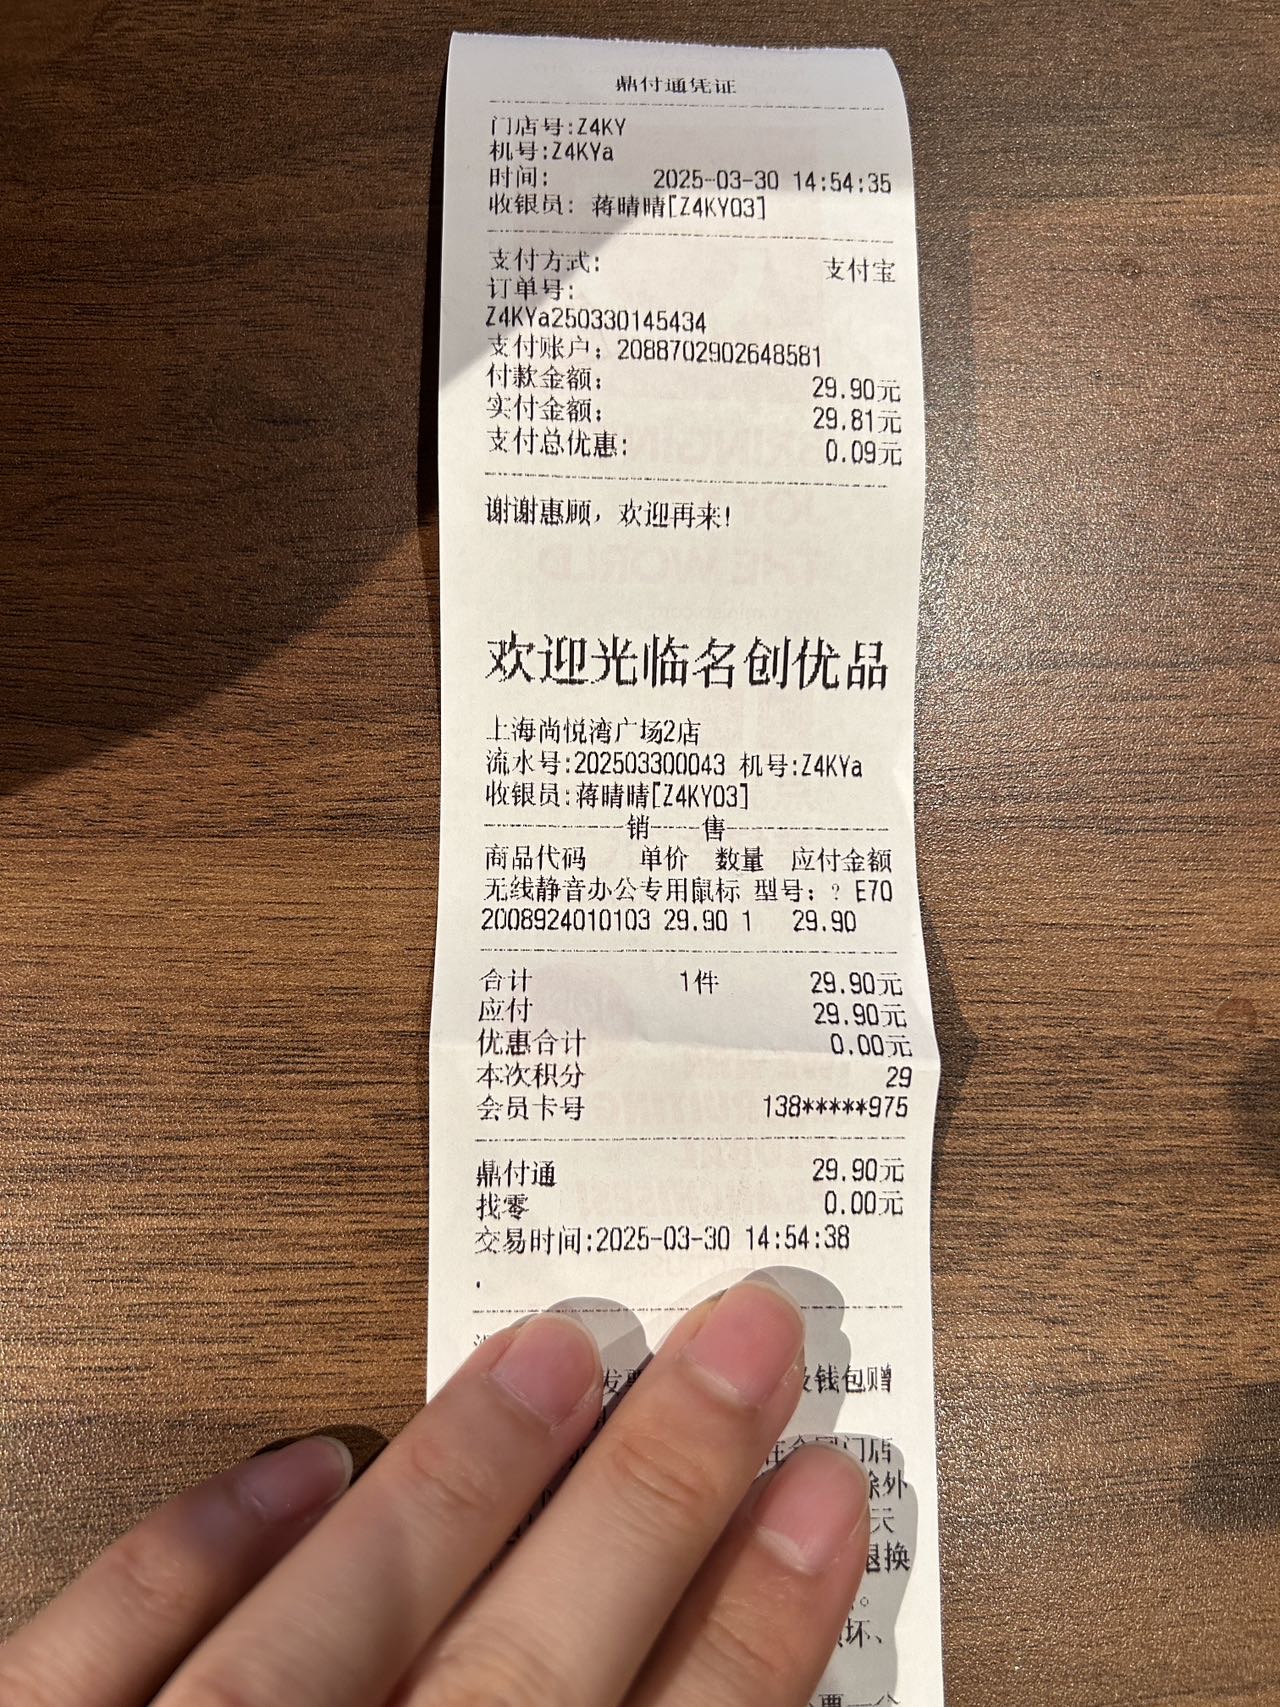 鼎付通凭证
门店号:Z4KY
机号:Z4KYa
时间: 2025-03-30 14:54:35
收银员: 蒋晴晴[Z4KY03]
支付方式: 支付宝
订单号:
Z4KYa250330145434
支付账户: 2088702902648581
付款金额: 29.90元
实付金额: 29.81元
支付总优惠: 0.09元
谢谢惠顾，欢迎再来!
欢迎光临名创优品
上海尚悦湾广场2店
流水号:202503300043 机号:Z4KYa
收银员:蒋晴晴[Z4KY03]
销 售
商品代码 单价 数量 应付金额
无线静音办公专用鼠标 型号: ? E70
2008924010103 29.90 1 29.90
合计 1件 29.90元
应付 29.90元
优惠合计 0.00元
本次积分 29
会员卡号 138*****975
鼎付通 29.90元
找零 0.00元
交易时间:2025-03-30 14:54:38
.
钱包赠
门店
除外
天
退换
。
坏、